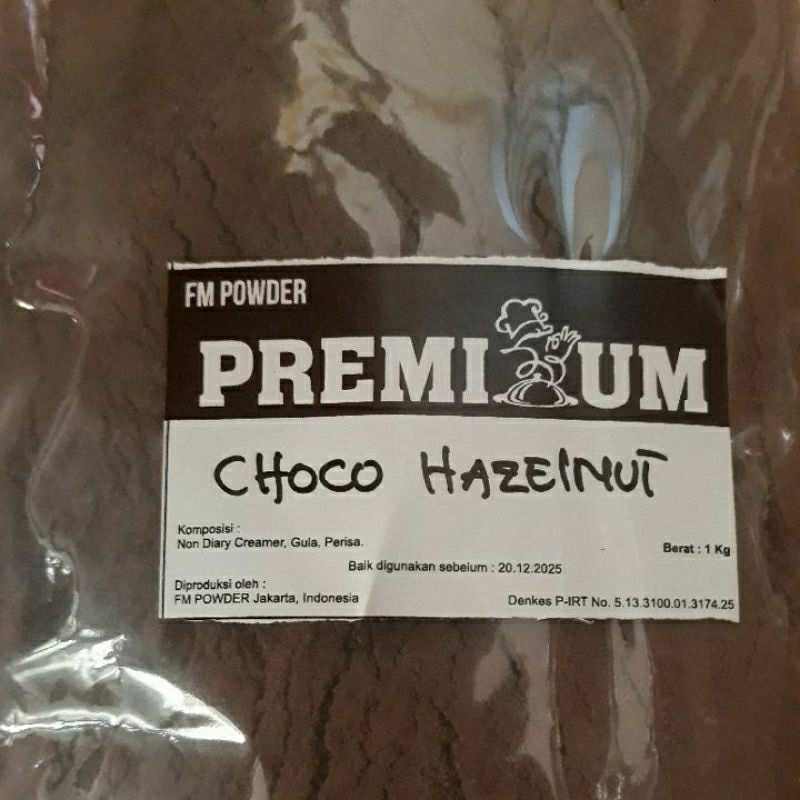 FM POWDER
PREMIUM
CHOCO HAZELNUT
Komposisi :
Non Diary Creamer, Gula, Perisa.
Berat : 1 Kg
Baik digunakan sebelum : 20.12.2025
Diproduksi oleh :
FM POWDER Jakarta, Indonesia
Denkes P-IRT No. 5.13.3100.01.3174.25